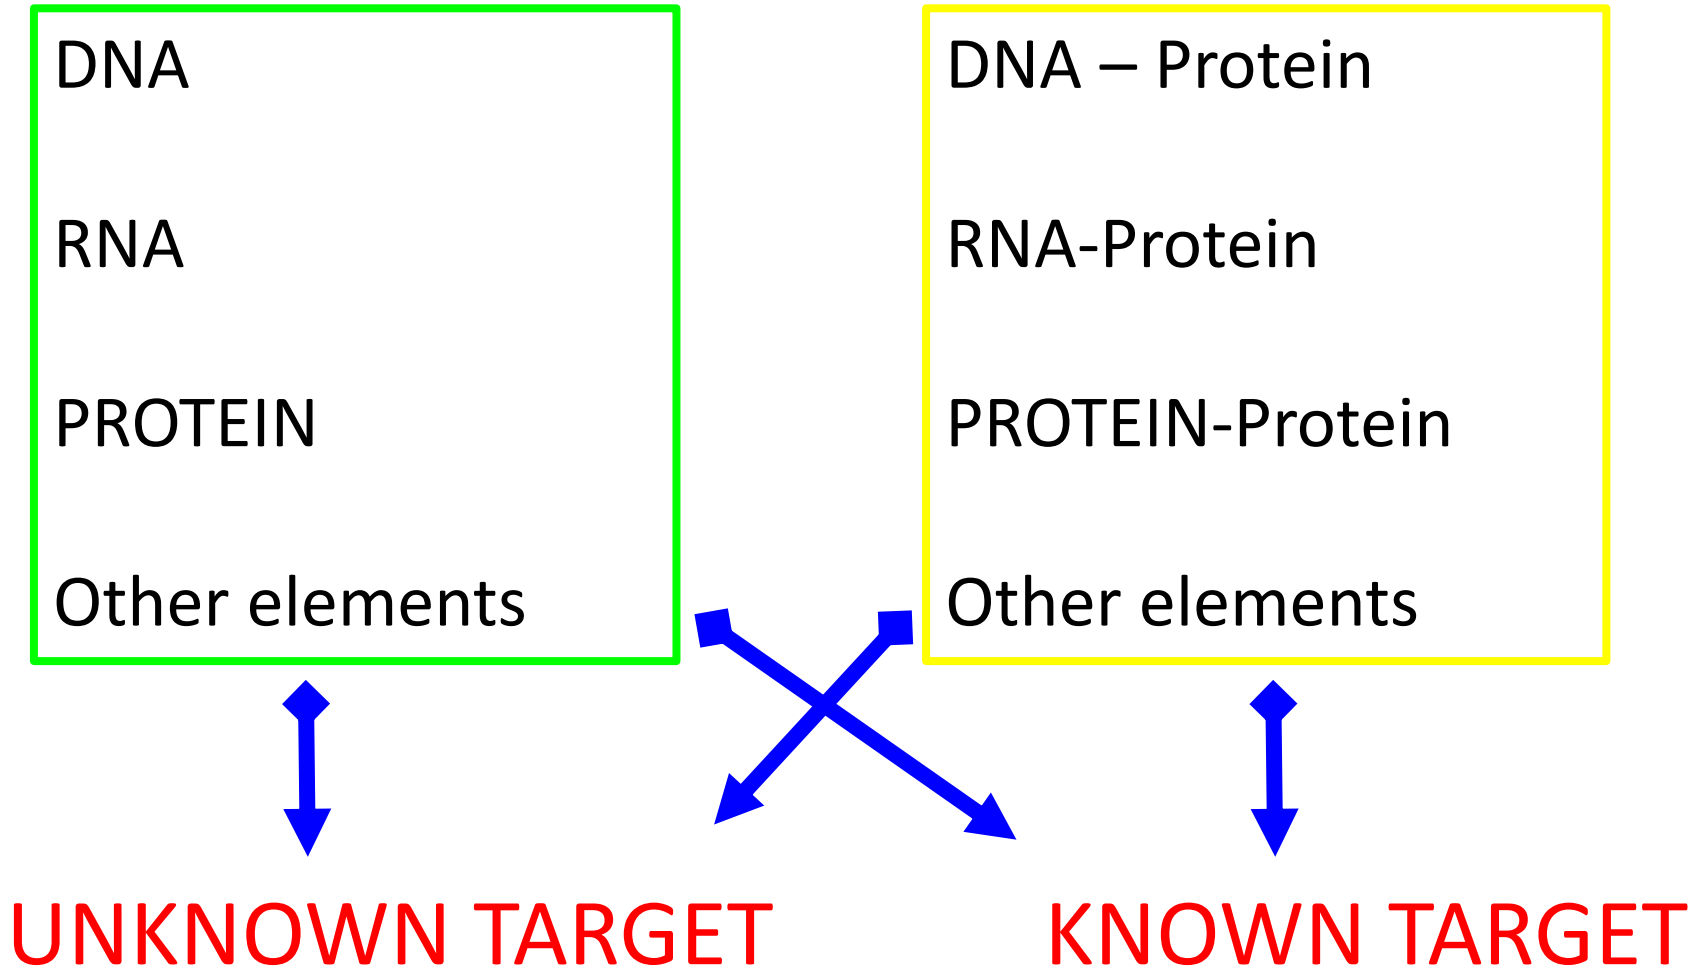 DNA
RNA
PROTEIN
Other elements
DNA – Protein
RNA-Protein
PROTEIN-Protein
Other elements
UNKNOWN TARGET
KNOWN TARGET